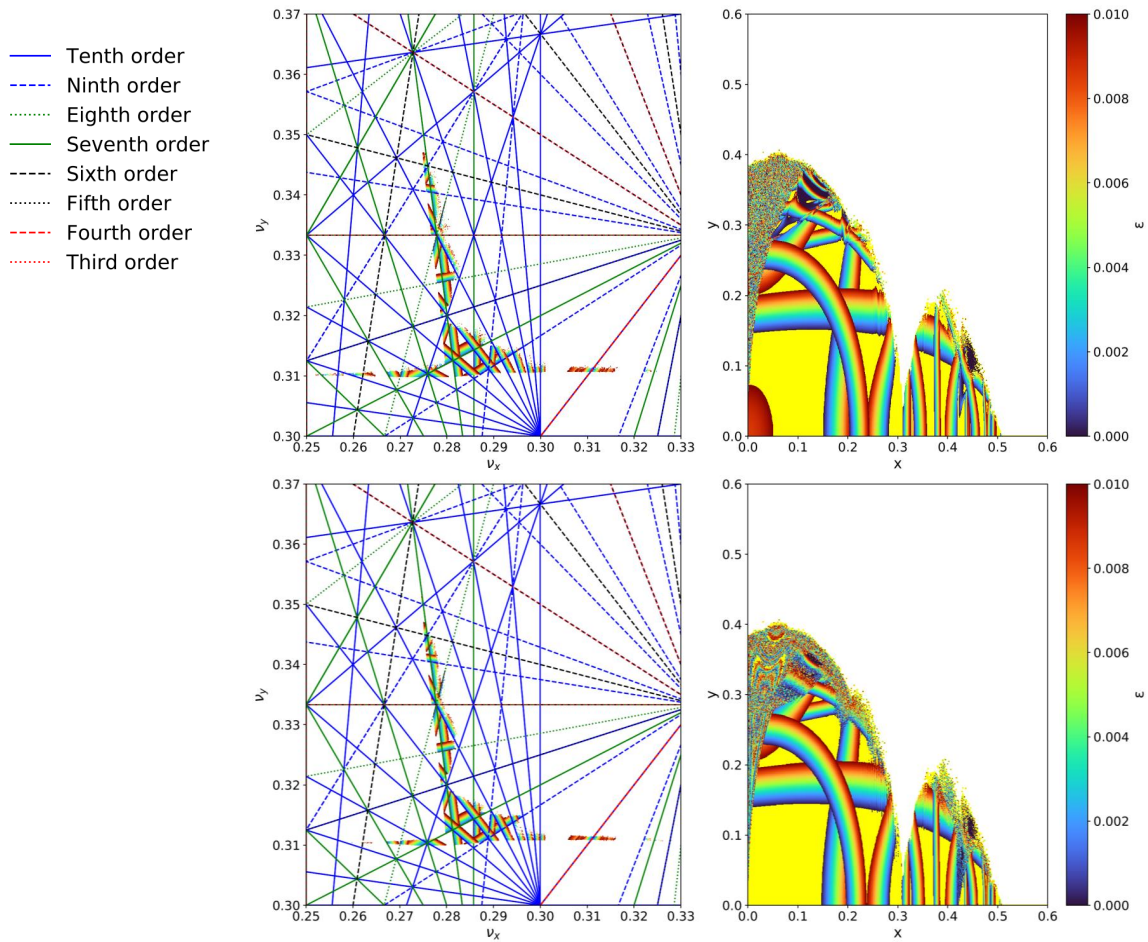 Tenth order
Ninth order
Eighth order
Seventh order
Sixth order
Fifth order
Fourth order
Third order
0.37
0.36
0.35
0.34
0.33
0.32
0.31
0.30
ν_y
0.25 0.26 0.27 0.28 0.29 0.30 0.31 0.32 0.33
ν_x
0.6
0.5
0.4
0.3
0.2
0.1
0.0
y
0.0 0.1 0.2 0.3 0.4 0.5 0.6
x
0.010
0.008
0.006
0.004
0.002
0.000
ε
0.37
0.36
0.35
0.34
0.33
0.32
0.31
0.30
ν_y
0.25 0.26 0.27 0.28 0.29 0.30 0.31 0.32 0.33
ν_x
0.6
0.5
0.4
0.3
0.2
0.1
0.0
y
0.0 0.1 0.2 0.3 0.4 0.5 0.6
x
0.010
0.008
0.006
0.004
0.002
0.000
ε